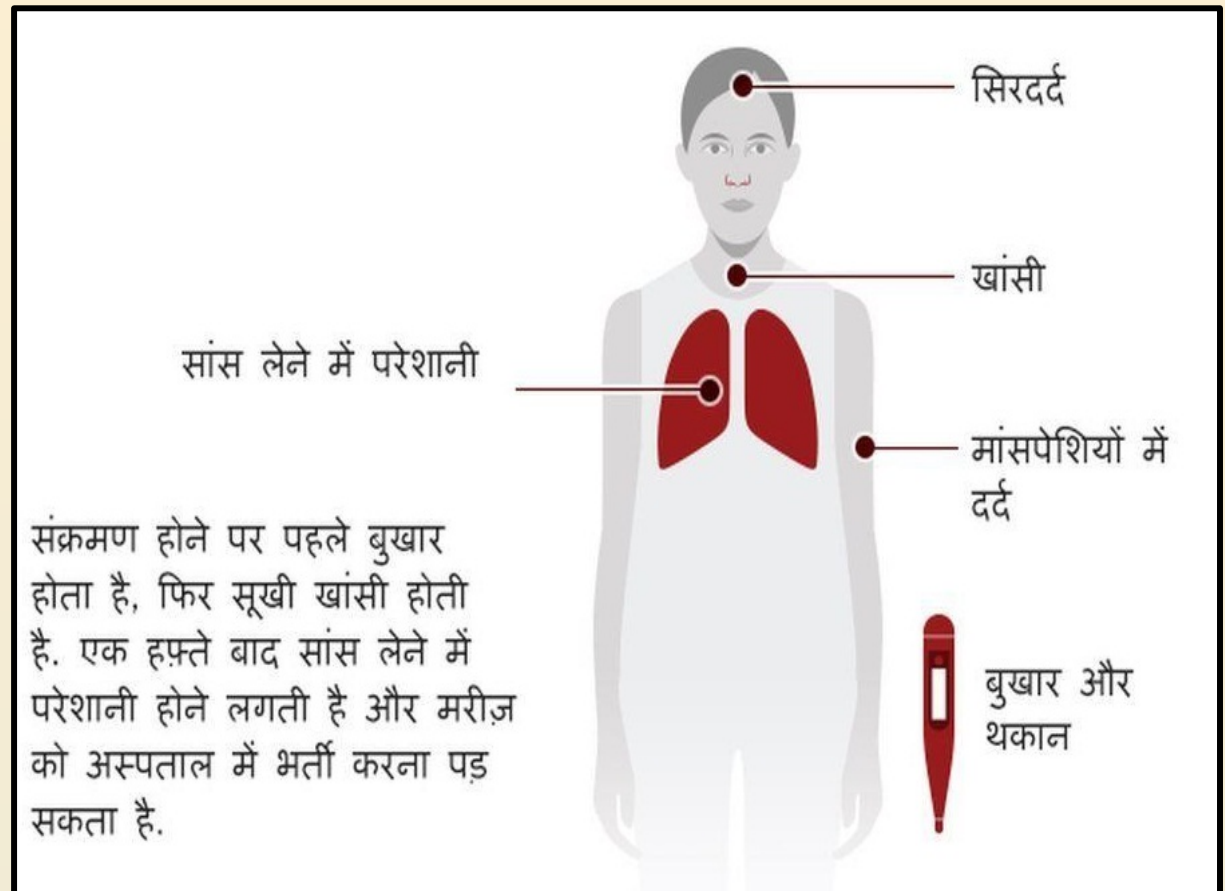 सिरदर्द
खांसी
सांस लेने में परेशानी
मांसपेशियों में
दर्द
संक्रमण होने पर पहले बुखार
होता है, फिर सूखी खांसी होती
है. एक हफ़्ते बाद सांस लेने में
परेशानी होने लगती है और मरीज़
को अस्पताल में भर्ती करना पड़
सकता है.
बुखार और
थकान